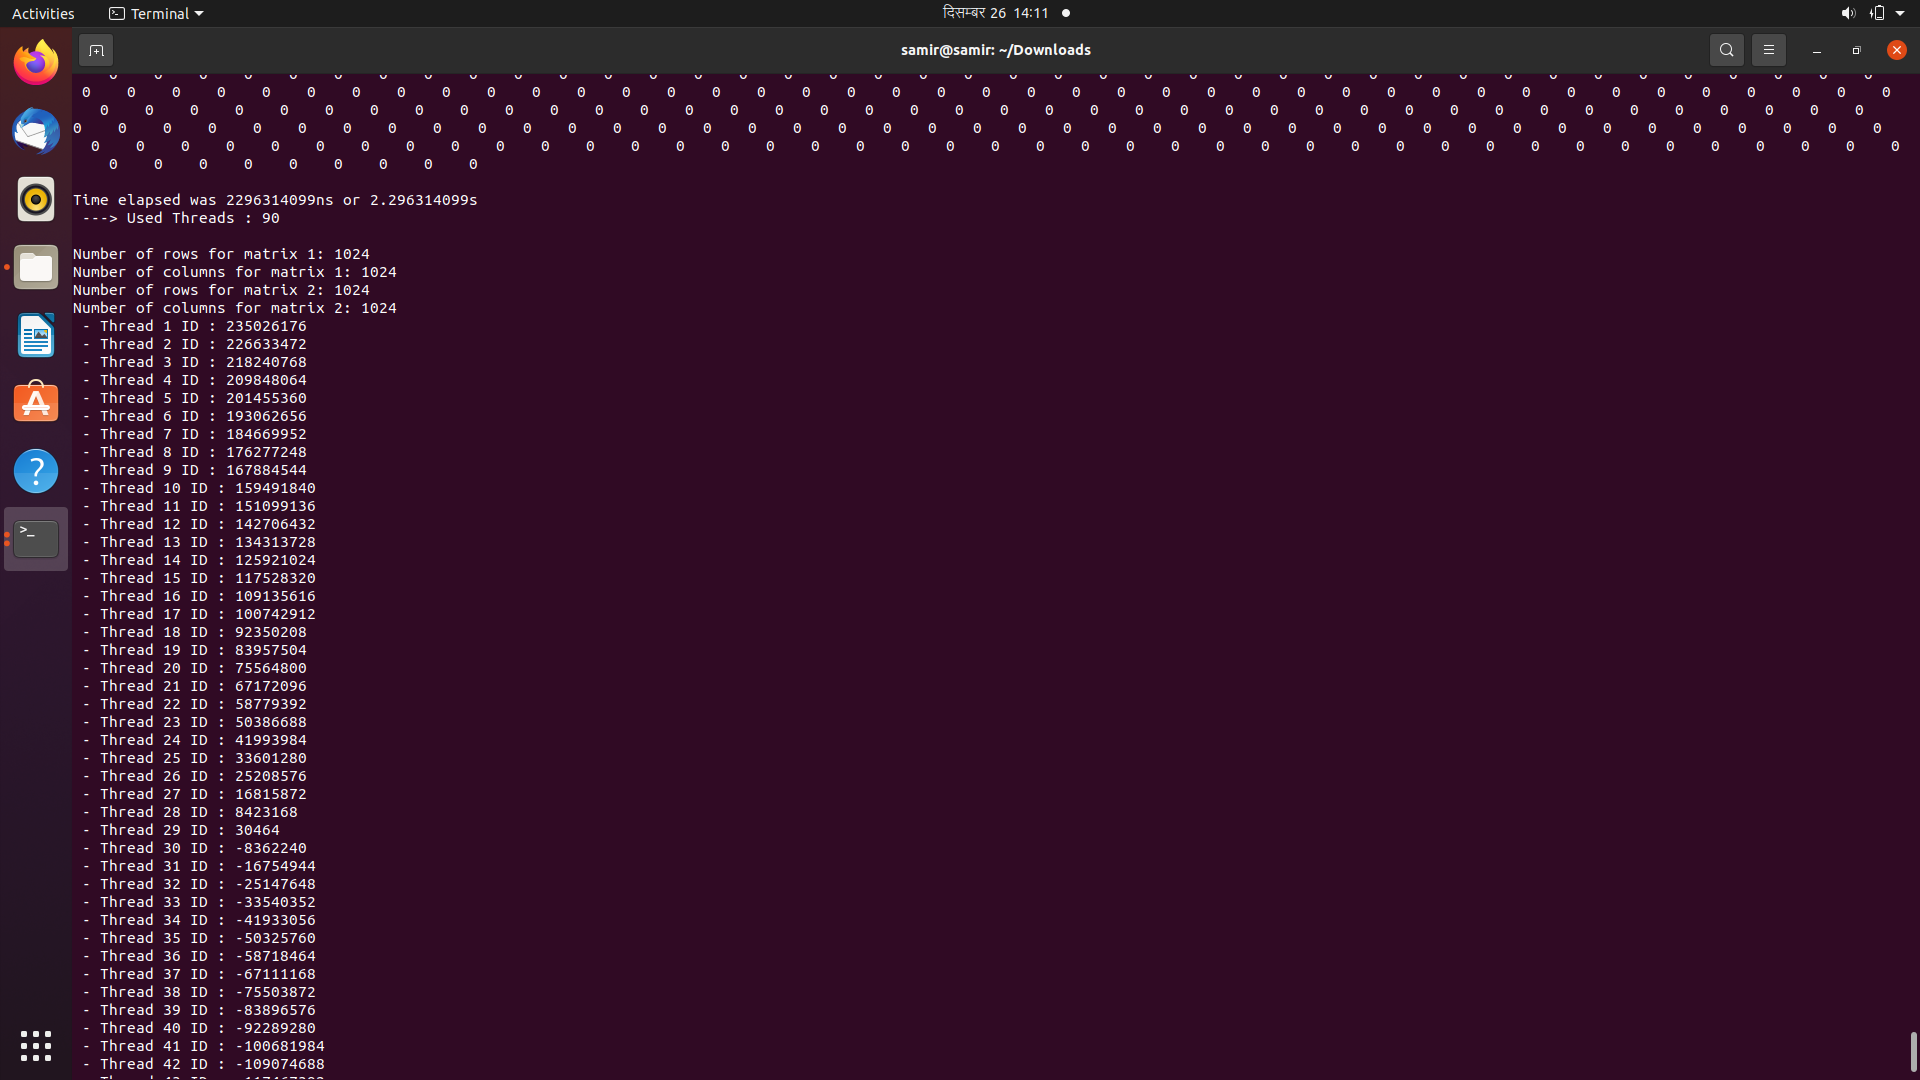 Activities Terminal दिसम्बर 26 14:11
samir@samir: ~/Downloads
0 0 0 0 0 0 0 0 0 0 0 0 0 0 0 0 0 0 0 0 0 0 0 0 0 0 0 0 0 0 0 0 0 0 0 0 0 0 0 0
0 0 0 0 0 0 0 0 0 0 0 0 0 0 0 0 0 0 0 0 0 0 0 0 0 0 0 0 0 0 0 0 0 0 0 0 0 0 0 0 0
0 0 0 0 0 0 0 0 0 0 0 0 0 0 0 0 0 0 0 0 0 0 0 0 0 0 0 0 0 0 0 0 0 0 0 0 0 0 0 0
0 0 0 0 0 0 0 0 0 0 0 0 0 0 0 0 0 0 0 0 0 0 0 0 0 0 0 0 0 0 0 0 0 0 0 0 0 0 0 0 0
0 0 0 0 0 0 0 0 0 0 0 0 0 0 0 0 0 0 0 0 0 0 0 0 0 0 0 0 0 0 0 0 0 0 0 0 0 0 0 0 0
0 0 0 0 0 0 0 0 0
Time elapsed was 2296314099ns or 2.296314099s
---> Used Threads : 90
Number of rows for matrix 1: 1024
Number of columns for matrix 1: 1024
Number of rows for matrix 2: 1024
Number of columns for matrix 2: 1024
- Thread 1 ID : 235026176
- Thread 2 ID : 226633472
- Thread 3 ID : 218240768
- Thread 4 ID : 209848064
- Thread 5 ID : 201455360
- Thread 6 ID : 193062656
- Thread 7 ID : 184669952
- Thread 8 ID : 176277248
- Thread 9 ID : 167884544
- Thread 10 ID : 159491840
- Thread 11 ID : 151099136
- Thread 12 ID : 142706432
- Thread 13 ID : 134313728
- Thread 14 ID : 125921024
- Thread 15 ID : 117528320
- Thread 16 ID : 109135616
- Thread 17 ID : 100742912
- Thread 18 ID : 92350208
- Thread 19 ID : 83957504
- Thread 20 ID : 75564800
- Thread 21 ID : 67172096
- Thread 22 ID : 58779392
- Thread 23 ID : 50386688
- Thread 24 ID : 41993984
- Thread 25 ID : 33601280
- Thread 26 ID : 25208576
- Thread 27 ID : 16815872
- Thread 28 ID : 8423168
- Thread 29 ID : 30464
- Thread 30 ID : -8362240
- Thread 31 ID : -16754944
- Thread 32 ID : -25147648
- Thread 33 ID : -33540352
- Thread 34 ID : -41933056
- Thread 35 ID : -50325760
- Thread 36 ID : -58718464
- Thread 37 ID : -67111168
- Thread 38 ID : -75503872
- Thread 39 ID : -83896576
- Thread 40 ID : -92289280
- Thread 41 ID : -100681984
- Thread 42 ID : -109074688